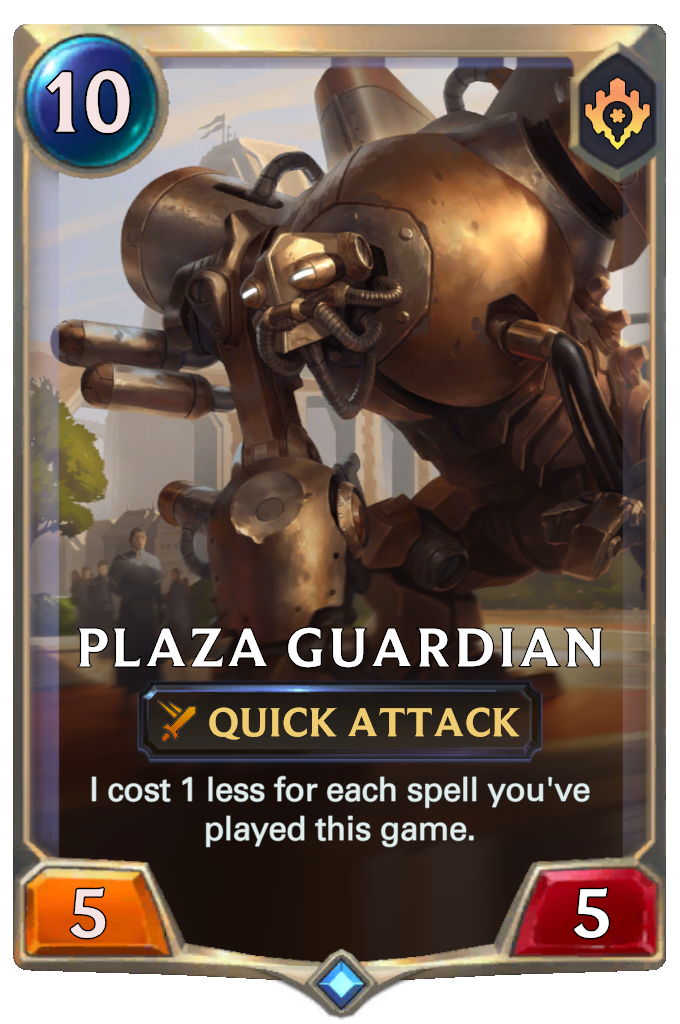 10
PLAZA GUARDIAN
QUICK ATTACK
I cost 1 less for each spell you've
played this game.
5 5